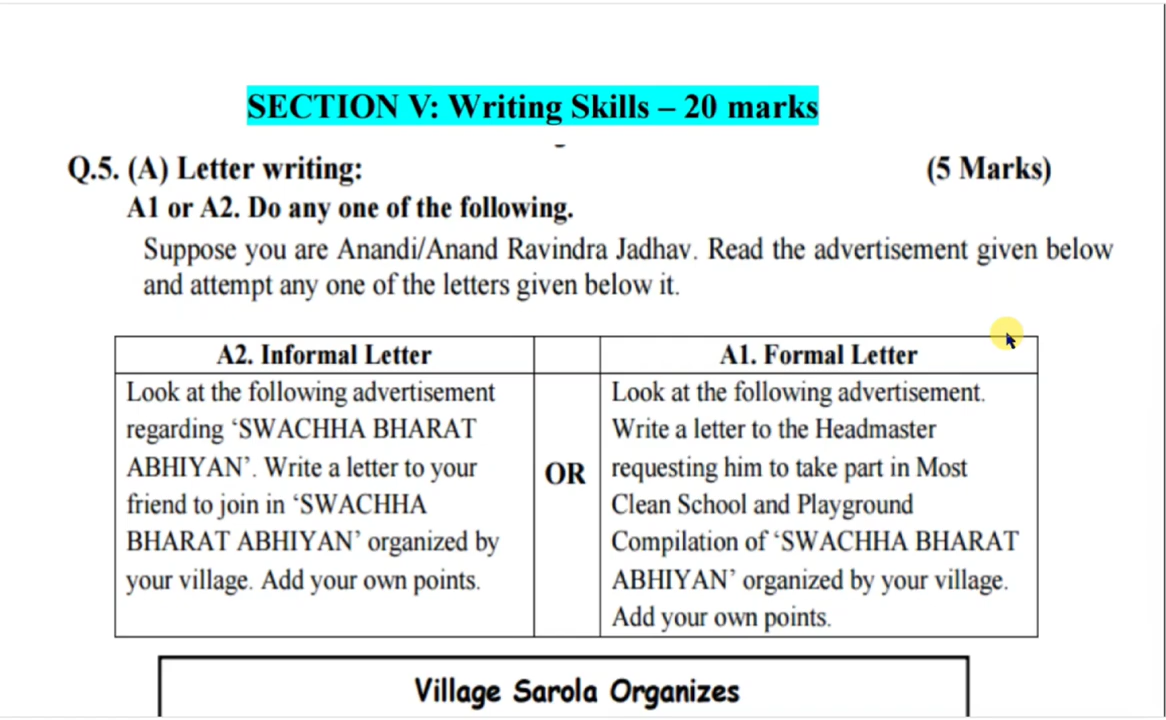 SECTION V: Writing Skills – 20 marks
Q.5. (A) Letter writing: (5 Marks)
A1 or A2. Do any one of the following.
Suppose you are Anandi/Anand Ravindra Jadhav. Read the advertisement given below
and attempt any one of the letters given below it.
A2. Informal Letter
Look at the following advertisement
regarding ‘SWACHHA BHARAT
ABHIYAN’. Write a letter to your
friend to join in ‘SWACHHA
BHARAT ABHIYAN’ organized by
your village. Add your own points.
OR
A1. Formal Letter
Look at the following advertisement.
Write a letter to the Headmaster
requesting him to take part in Most
Clean School and Playground
Compilation of ‘SWACHHA BHARAT
ABHIYAN’ organized by your village.
Add your own points.
Village Sarola Organizes